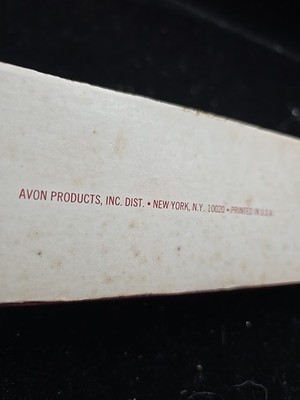 AVON PRODUCTS, INC. DIST. • NEW YORK, N.Y. 10020 • PRINTED IN U.S.A.